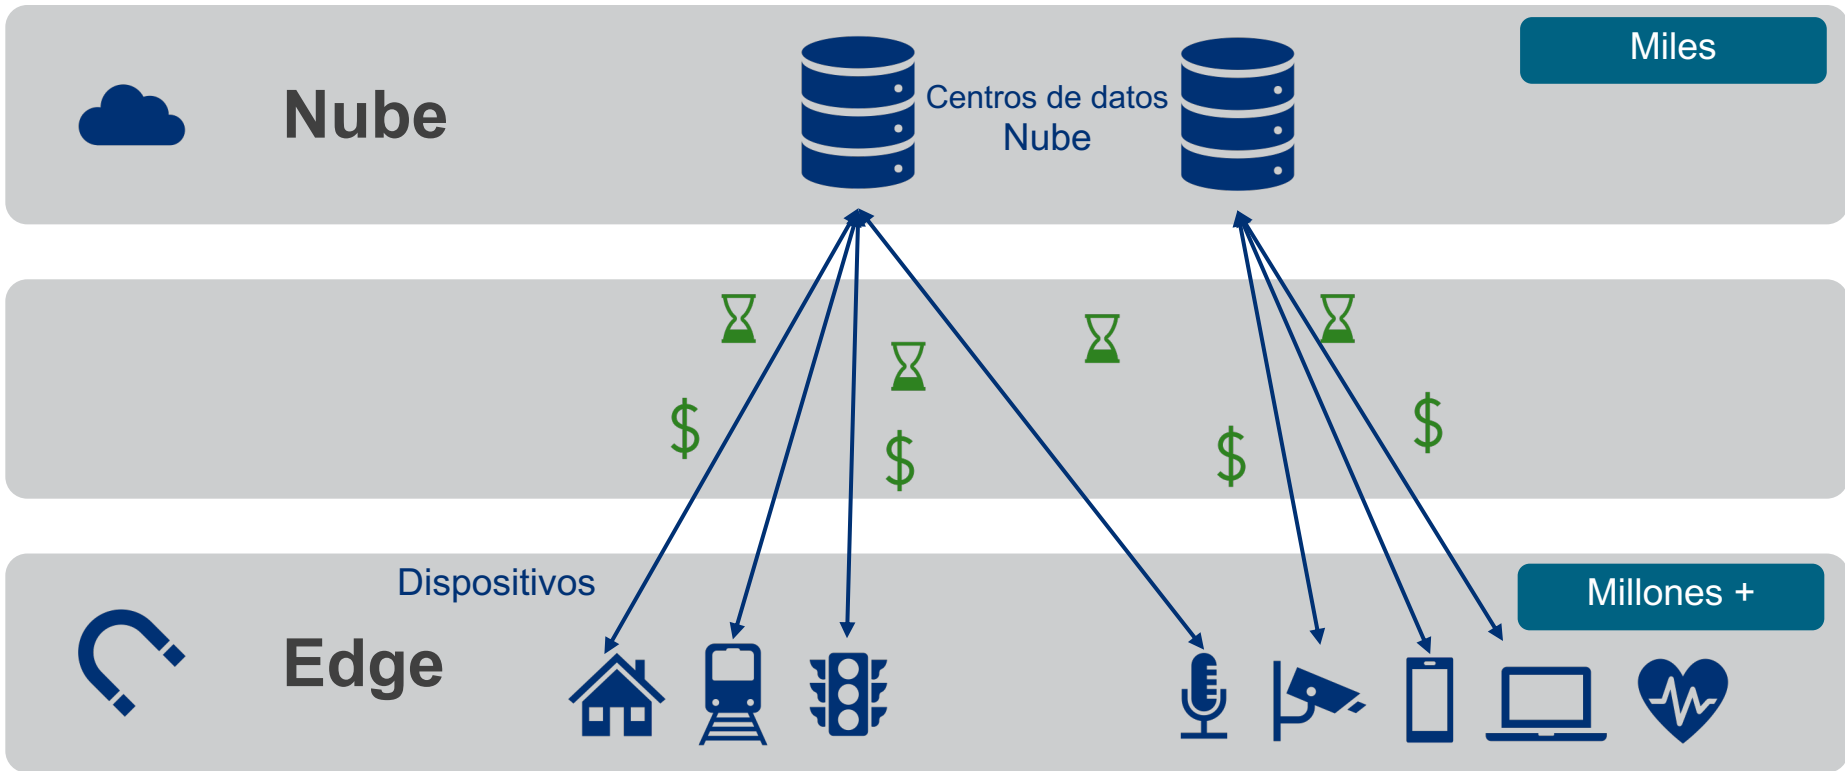 Nube
Centros de datos
Nube
Miles
$
$
$
$
Dispositivos
Edge
Millones +